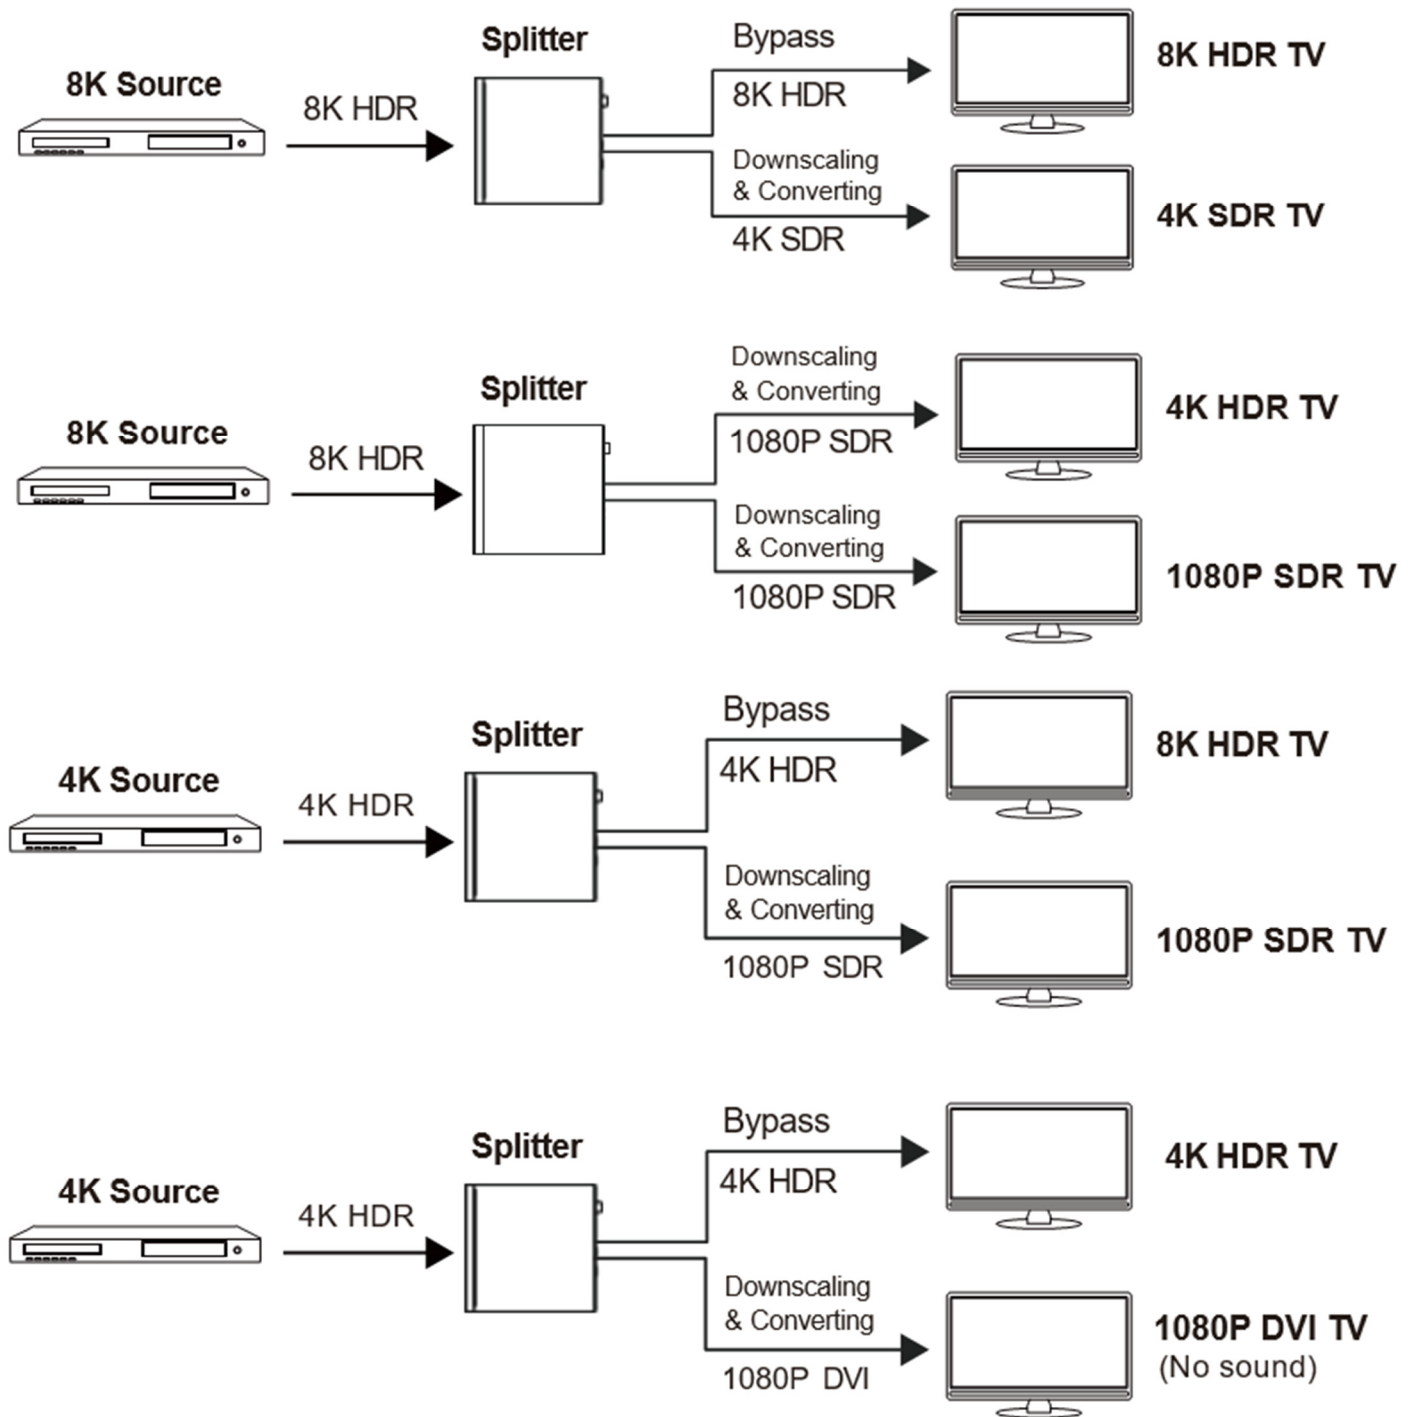 8K Source
8K HDR
Splitter
Bypass
8K HDR
8K HDR TV
Downscaling
& Converting
4K SDR
4K SDR TV
8K Source
8K HDR
Splitter
Downscaling
& Converting
1080P SDR
4K HDR TV
Downscaling
& Converting
1080P SDR
1080P SDR TV
4K Source
4K HDR
Splitter
Bypass
4K HDR
8K HDR TV
Downscaling
& Converting
1080P SDR
1080P SDR TV
4K Source
4K HDR
Splitter
Bypass
4K HDR
4K HDR TV
Downscaling
& Converting
1080P DVI
1080P DVI TV
(No sound)